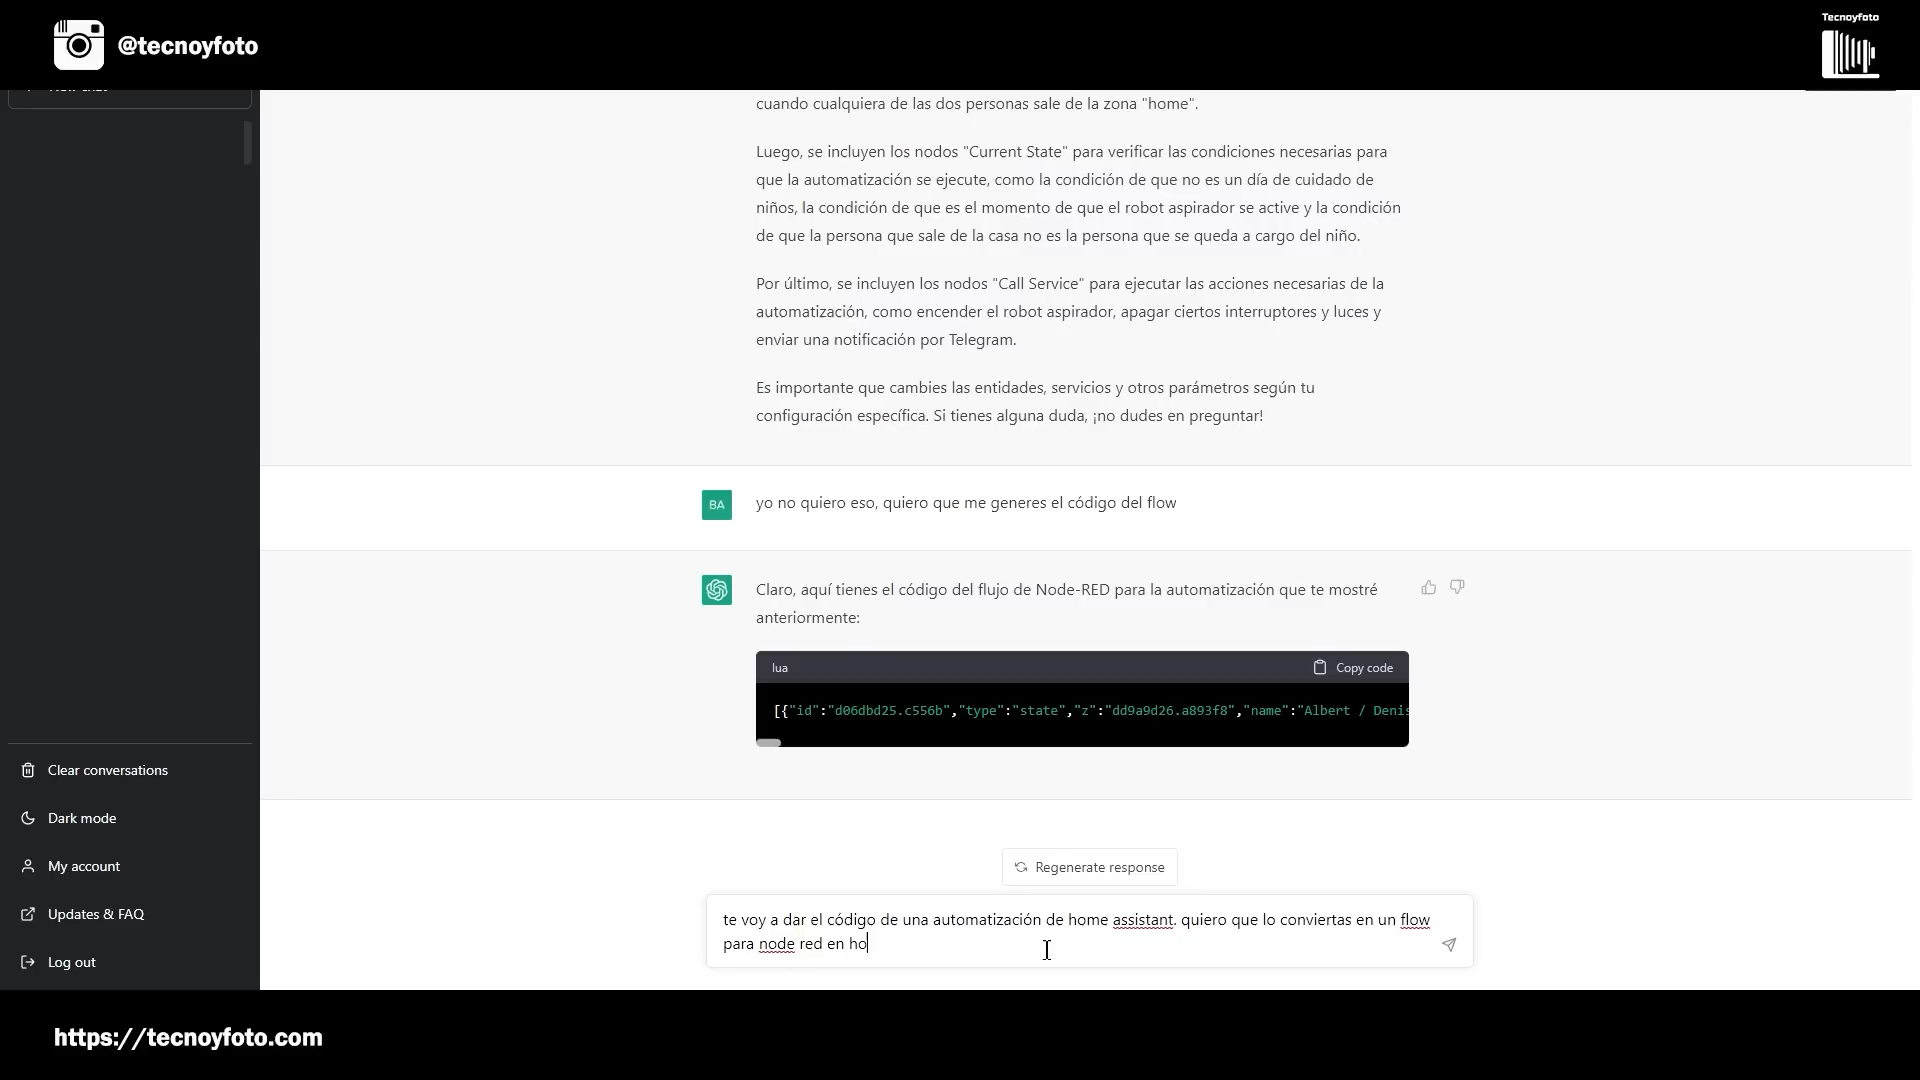 @tecnoyfoto
Tecnoyfoto
cuando cualquiera de las dos personas sale de la zona "home".
Luego, se incluyen los nodos "Current State" para verificar las condiciones necesarias para
que la automatización se ejecute, como la condición de que no es un día de cuidado de
niños, la condición de que es el momento de que el robot aspirador se active y la condición
de que la persona que sale de la casa no es la persona que se queda a cargo del niño.
Por último, se incluyen los nodos "Call Service" para ejecutar las acciones necesarias de la
automatización, como encender el robot aspirador, apagar ciertos interruptores y luces y
enviar una notificación por Telegram.
Es importante que cambies las entidades, servicios y otros parámetros según tu
configuración específica. Si tienes alguna duda, ¡no dudes en preguntar!
BA
yo no quiero eso, quiero que me generes el código del flow
Claro, aquí tienes el código del flujo de Node-RED para la automatización que te mostré
anteriormente:
lua
Copy code
[{"id":"d06dbd25.c556b","type":"state","z":"dd9a9d26.a893f8","name":"Albert / Denis
Clear conversations
Dark mode
My account
Updates & FAQ
Log out
Regenerate response
te voy a dar el código de una automatización de home assistant. quiero que lo conviertas en un flow
para node red en ho
https://tecnoyfoto.com